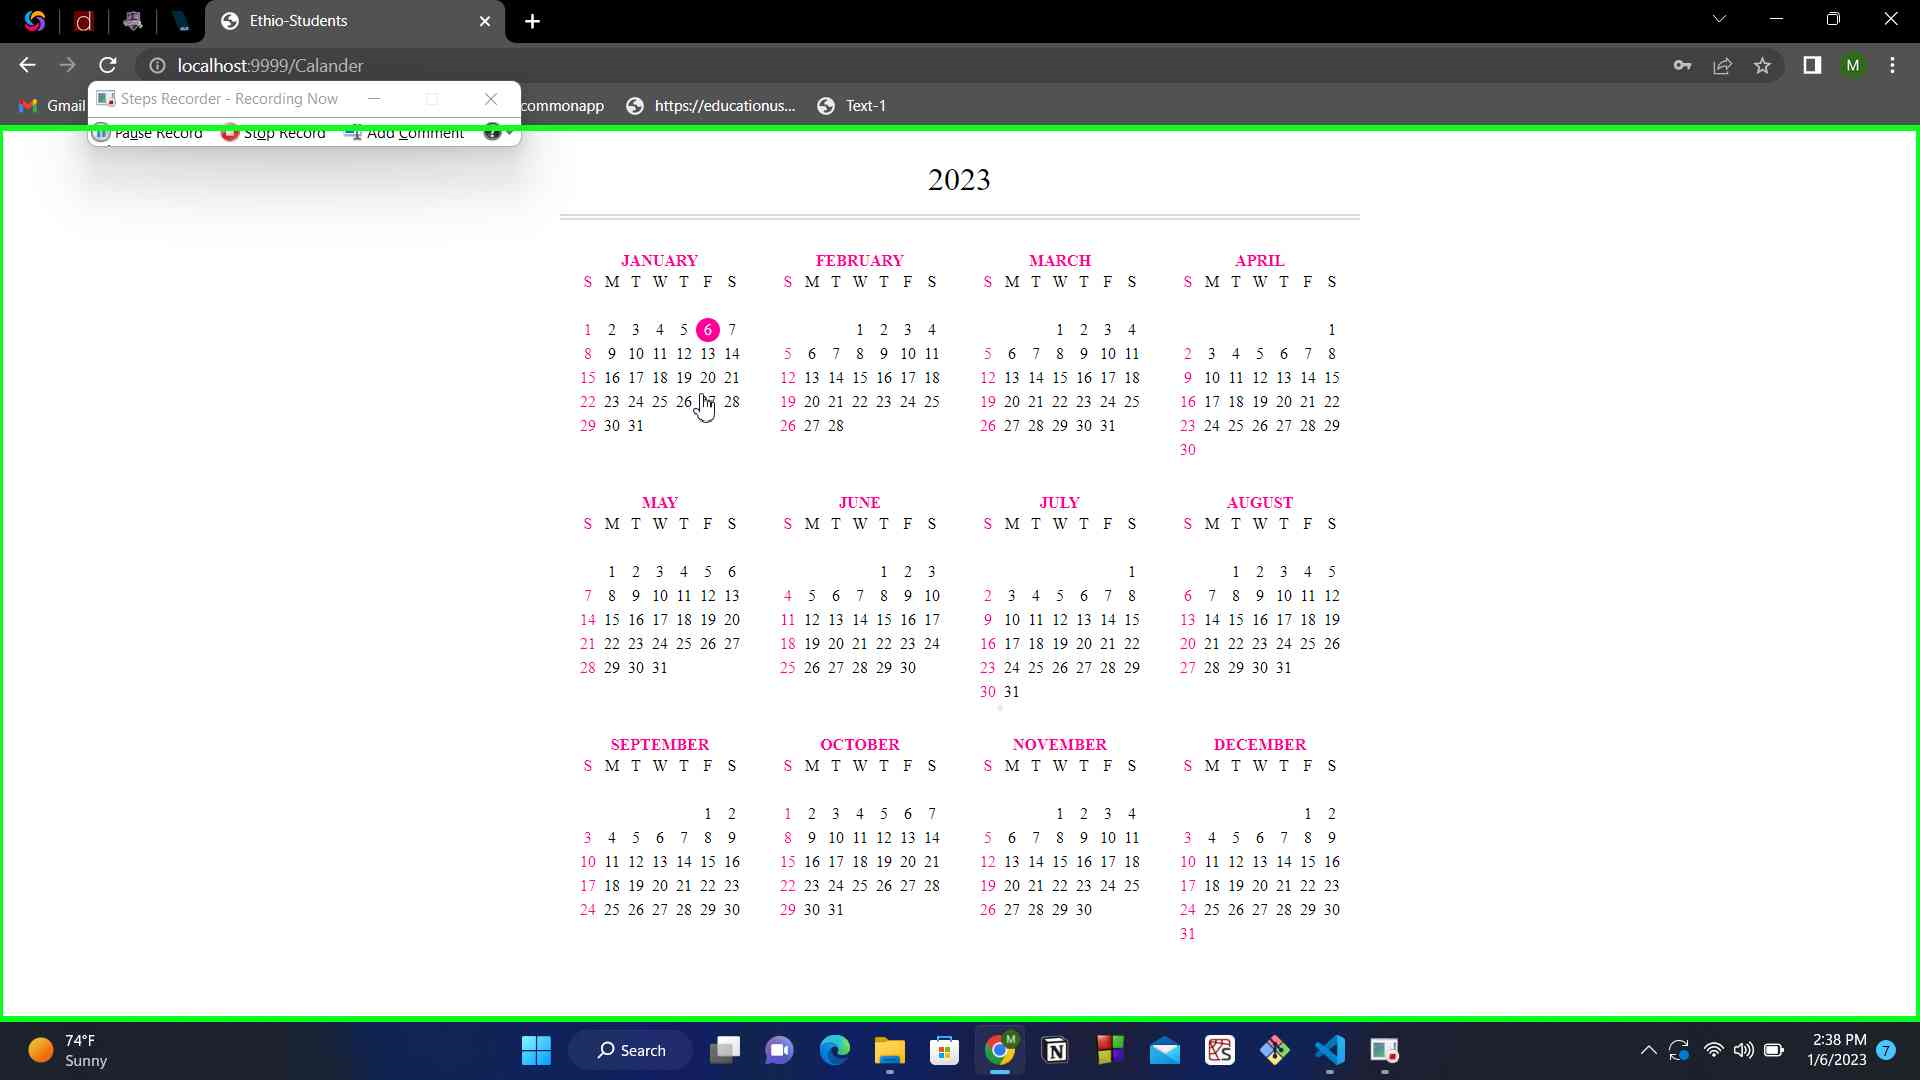 Ethio-Students
localhost:9999/Calander
M
Gmail
Steps Recorder - Recording Now
commonapp
https://educationus...
Text-1
Pause Record
Stop Record
Add Comment
2023
JANUARY
S M T W T F S
1 2 3 4 5 6 7
8 9 10 11 12 13 14
15 16 17 18 19 20 21
22 23 24 25 26 27 28
29 30 31
FEBRUARY
S M T W T F S
1 2 3 4
5 6 7 8 9 10 11
12 13 14 15 16 17 18
19 20 21 22 23 24 25
26 27 28
MARCH
S M T W T F S
1 2 3 4
5 6 7 8 9 10 11
12 13 14 15 16 17 18
19 20 21 22 23 24 25
26 27 28 29 30 31
APRIL
S M T W T F S
1
2 3 4 5 6 7 8
9 10 11 12 13 14 15
16 17 18 19 20 21 22
23 24 25 26 27 28 29
30
MAY
S M T W T F S
1 2 3 4 5 6
7 8 9 10 11 12 13
14 15 16 17 18 19 20
21 22 23 24 25 26 27
28 29 30 31
JUNE
S M T W T F S
1 2 3
4 5 6 7 8 9 10
11 12 13 14 15 16 17
18 19 20 21 22 23 24
25 26 27 28 29 30
JULY
S M T W T F S
1
2 3 4 5 6 7 8
9 10 11 12 13 14 15
16 17 18 19 20 21 22
23 24 25 26 27 28 29
30 31
AUGUST
S M T W T F S
1 2 3 4 5
6 7 8 9 10 11 12
13 14 15 16 17 18 19
20 21 22 23 24 25 26
27 28 29 30 31
SEPTEMBER
S M T W T F S
1 2
3 4 5 6 7 8 9
10 11 12 13 14 15 16
17 18 19 20 21 22 23
24 25 26 27 28 29 30
OCTOBER
S M T W T F S
1 2 3 4 5 6 7
8 9 10 11 12 13 14
15 16 17 18 19 20 21
22 23 24 25 26 27 28
29 30 31
NOVEMBER
S M T W T F S
1 2 3 4
5 6 7 8 9 10 11
12 13 14 15 16 17 18
19 20 21 22 23 24 25
26 27 28 29 30
DECEMBER
S M T W T F S
1 2
3 4 5 6 7 8 9
10 11 12 13 14 15 16
17 18 19 20 21 22 23
24 25 26 27 28 29 30
31
74°F
Sunny
Search
2:38 PM
1/6/2023
7